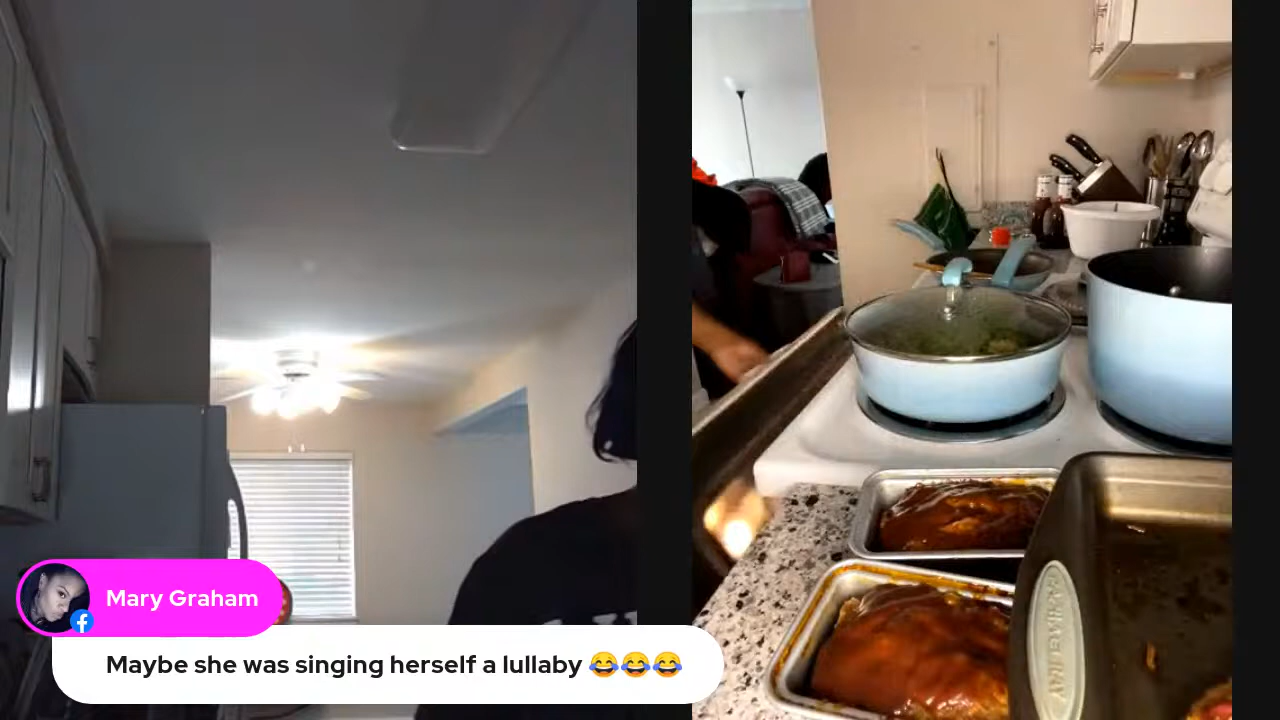 Mary Graham
Maybe she was singing herself a lullaby 😂😂😂